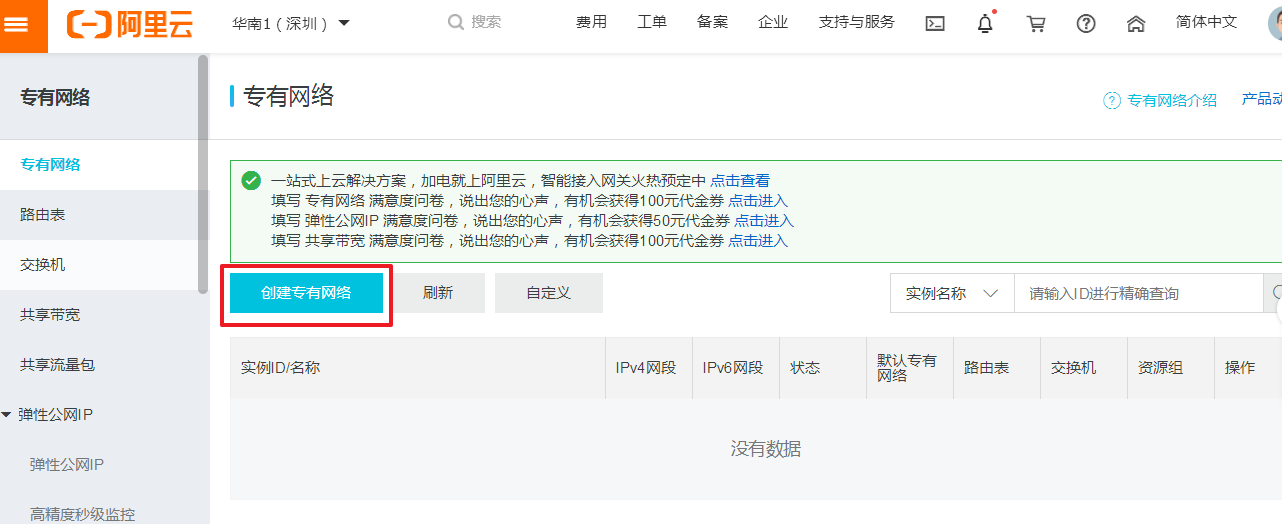 阿里云
华南1（深圳）
搜索
费用
工单
备案
企业
支持与服务
简体中文
专有网络
专有网络
路由表
交换机
共享带宽
共享流量包
弹性公网IP
弹性公网IP
高精度秒级监控
专有网络
专有网络介绍
产品动
一站式上云解决方案，加电就上阿里云，智能接入网关火热预定中 点击查看
填写 专有网络 满意度问卷，说出您的心声，有机会获得100元代金券 点击进入
填写 弹性公网IP 满意度问卷，说出您的心声，有机会获得50元代金券 点击进入
填写 共享带宽 满意度问卷，说出您的心声，有机会获得100元代金券 点击进入
创建专有网络
刷新
自定义
实例名称
请输入ID进行精确查询
实例ID/名称
IPv4网段
IPv6网段
状态
默认专有
网络
路由表
交换机
资源组
操作
没有数据